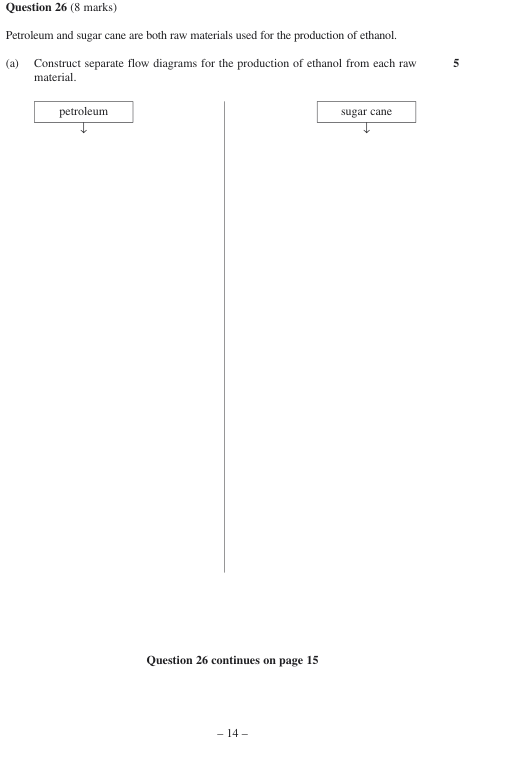 Question 26 (8 marks)
Petroleum and sugar cane are both raw materials used for the production of ethanol.
(a) Construct separate flow diagrams for the production of ethanol from each raw 5
material.
petroleum sugar cane
Question 26 continues on page 15
– 14 –